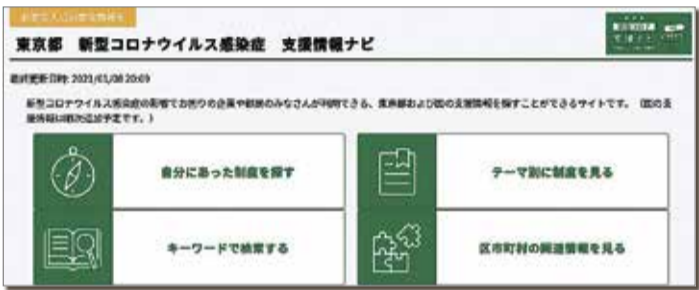 東京都 新型コロナウイルス感染症 支援情報ナビ
最終更新日時: 2021/01/08 20:09
新型コロナウイルス感染症の影響でお困りの企業や都民のみなさんが利用できる、東京都および国の支援情報を探すことができるサイトです。(国の支
援情報は順次追加予定です。)
自分にあった制度を探す
テーマ別に制度を見る
キーワードで検索する
区市町村の関連情報を見る